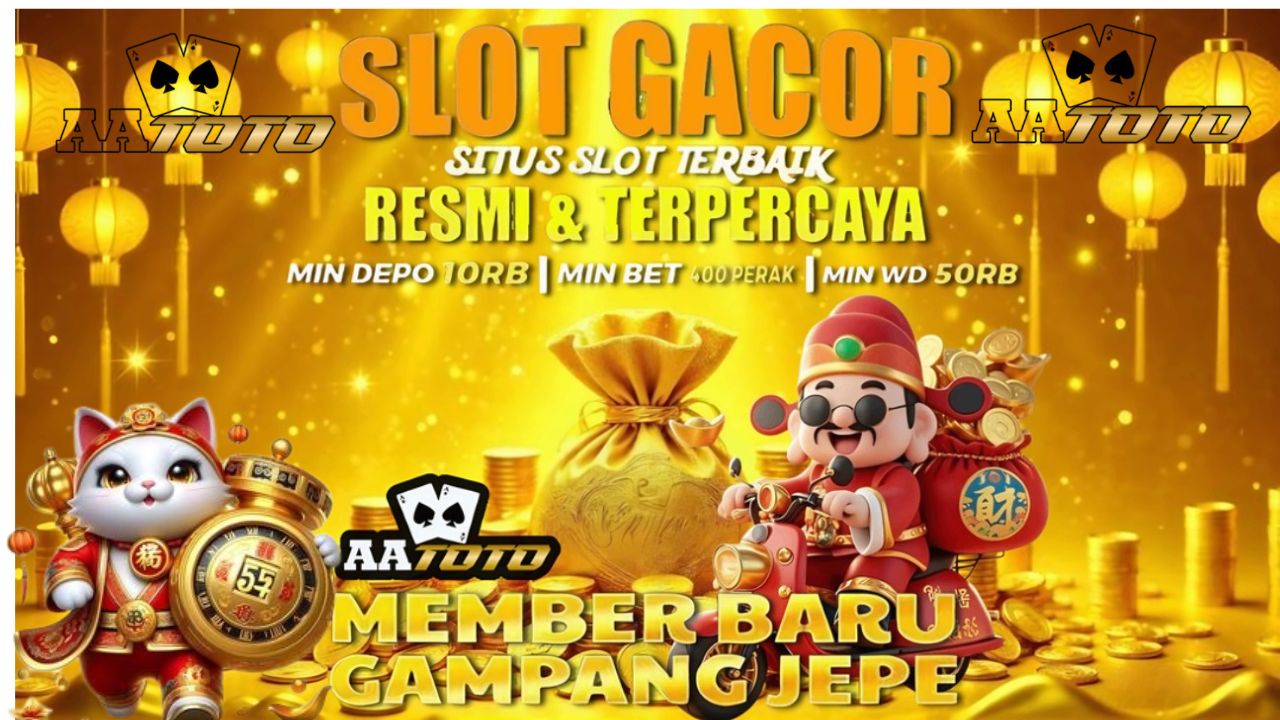 AATOTO
AATOTO
SLOT GACOR
SITUS SLOT TERBAIK
RESMI & TERPERCAYA
MIN DEPO 10RB | MIN BET 400 PERAK | MIN WD 50RB
財
AATOTO
MEMBER BARU
GAMPANG JEPE